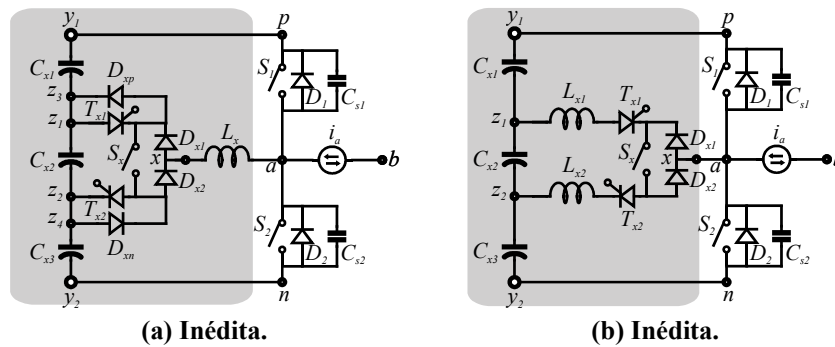 y1 p
Cx1 Dxp S1 D1 Cs1
z3 Tx1
z1 Dx1 Lx ia
Cx2 Sx x a b
z2 Dx2
Tx2
z4 S2 D2 Cs2
Cx3 Dxn
y2 n
(a) Inédita.
y1 p
Cx1 S1 D1 Cs1
Lx1 Tx1
z1 Dx1 ia
Cx2 Sx x a
Lx2 Dx2
z2
Tx2 S2 D2 Cs2
Cx3
y2 n
(b) Inédita.